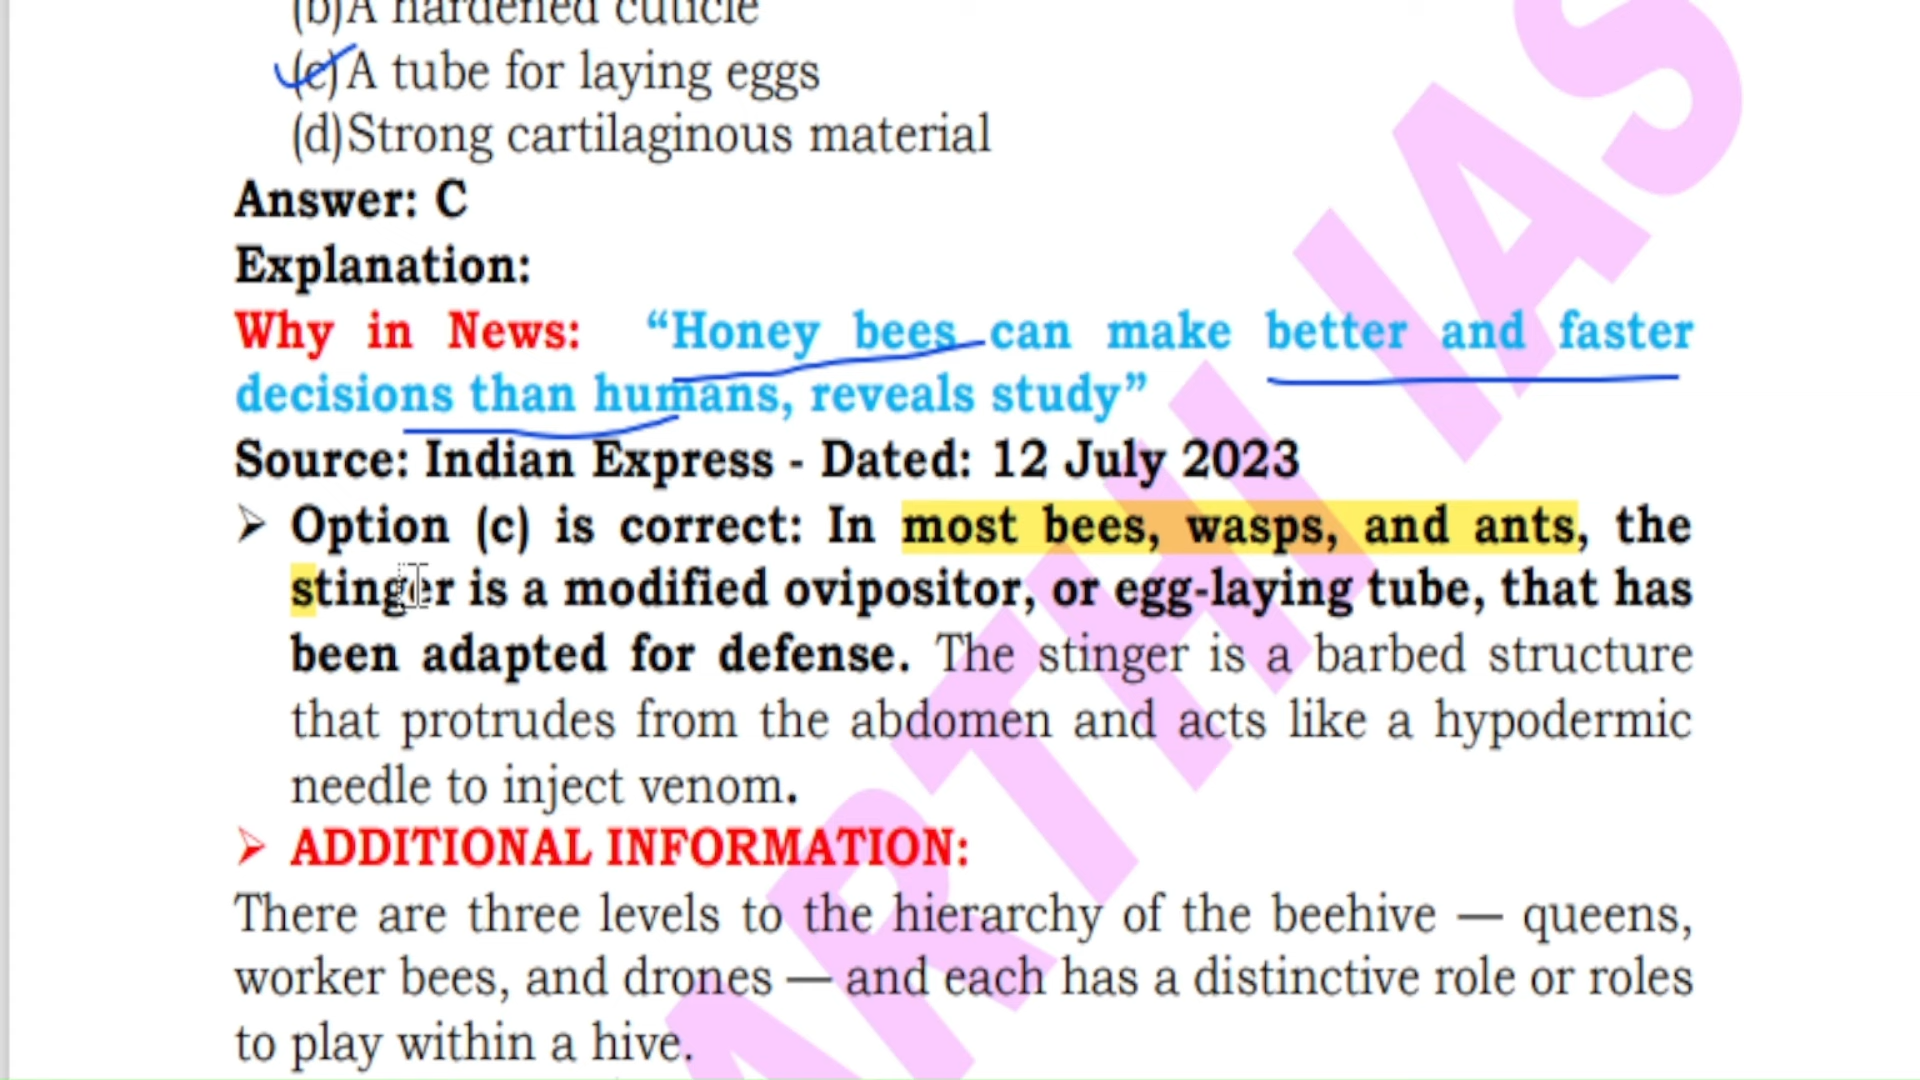 (b)A hardened cuticle
(c)A tube for laying eggs
(d)Strong cartilaginous material
Answer: C
Explanation:
Why in News: “Honey bees can make better and faster
decisions than humans, reveals study”
Source: Indian Express - Dated: 12 July 2023
➢ Option (c) is correct: In most bees, wasps, and ants, the
stinger is a modified ovipositor, or egg-laying tube, that has
been adapted for defense. The stinger is a barbed structure
that protrudes from the abdomen and acts like a hypodermic
needle to inject venom.
➢ ADDITIONAL INFORMATION:
There are three levels to the hierarchy of the beehive — queens,
worker bees, and drones — and each has a distinctive role or roles
to play within a hive.
ARTHI IAS